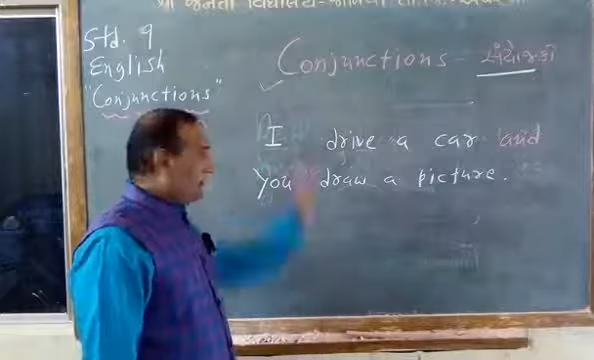 Std. 9
English
"Conjunctions"
Conjunctions - સંયોજકો
I drive a car and
you draw a picture.